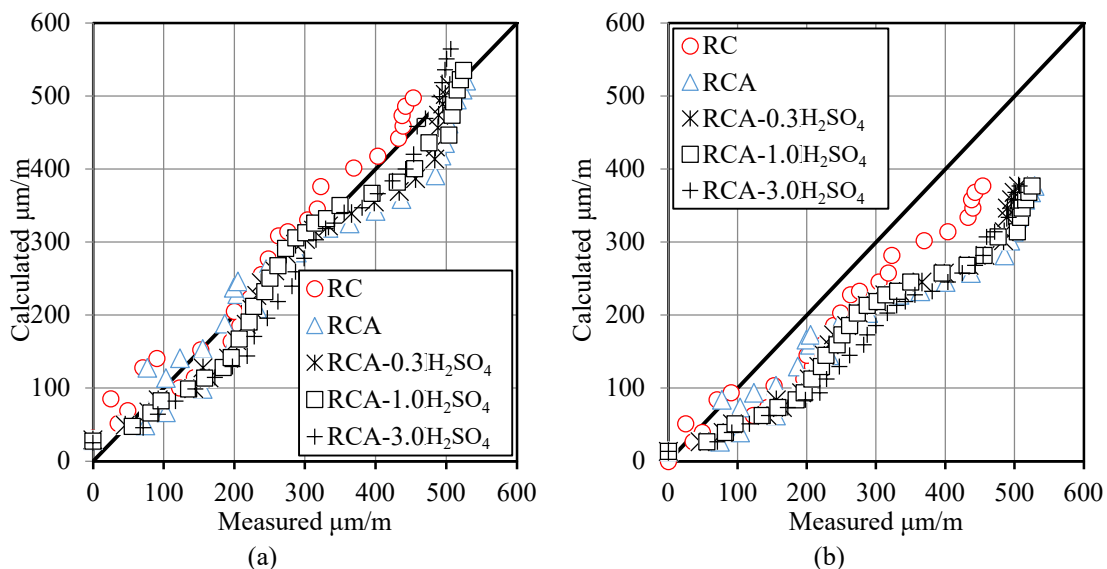 600
500
400
300
200
100
0
Calculated μm/m
RC
RCA
RCA-0.3H₂SO₄
RCA-1.0H₂SO₄
RCA-3.0H₂SO₄
0 100 200 300 400 500 600
Measured μm/m
(a)
600
500
400
300
200
100
0
Calculated μm/m
RC
RCA
RCA-0.3H₂SO₄
RCA-1.0H₂SO₄
RCA-3.0H₂SO₄
0 100 200 300 400 500 600
Measured μm/m
(b)